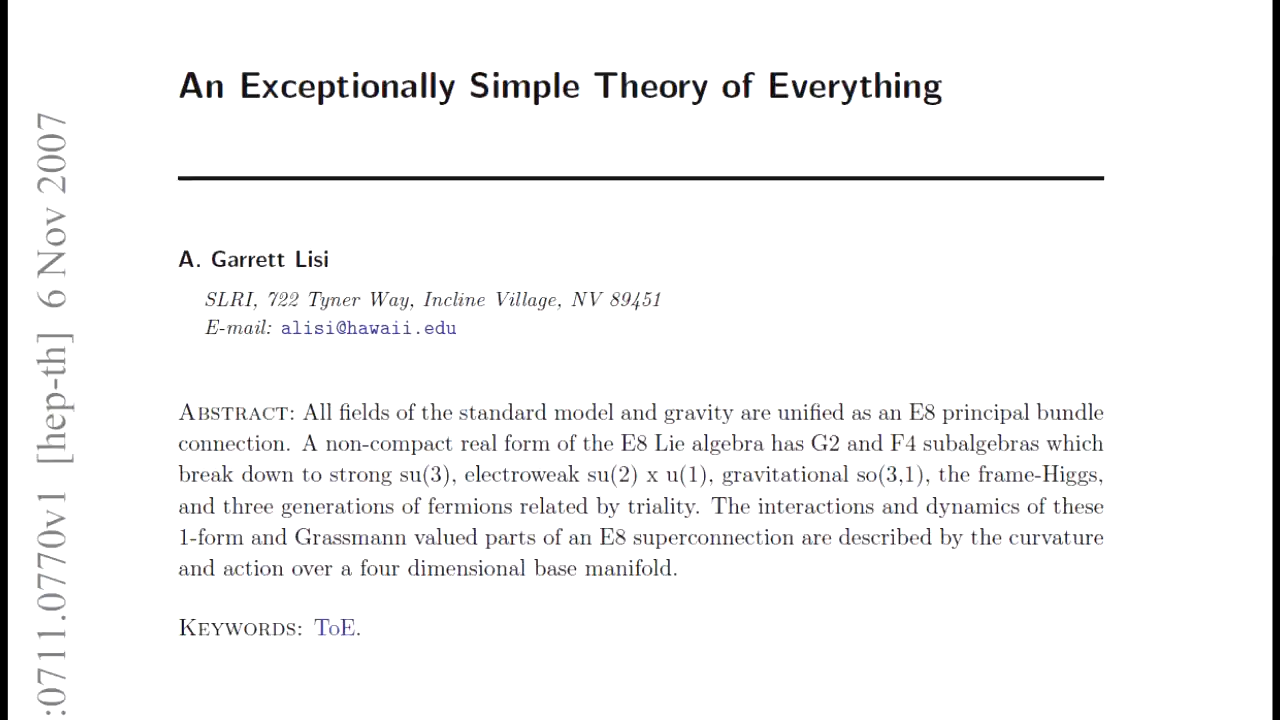 An Exceptionally Simple Theory of Everything
A. Garrett Lisi
SLRI, 722 Tyner Way, Incline Village, NV 89451
E-mail: alisi@hawaii.edu
ABSTRACT: All fields of the standard model and gravity are unified as an E8 principal bundle
connection. A non-compact real form of the E8 Lie algebra has G2 and F4 subalgebras which
break down to strong su(3), electroweak su(2) x u(1), gravitational so(3,1), the frame-Higgs,
and three generations of fermions related by triality. The interactions and dynamics of these
1-form and Grassmann valued parts of an E8 superconnection are described by the curvature
and action over a four dimensional base manifold.
KEYWORDS: ToE.
:0711.0770v1 [hep-th] 6 Nov 2007